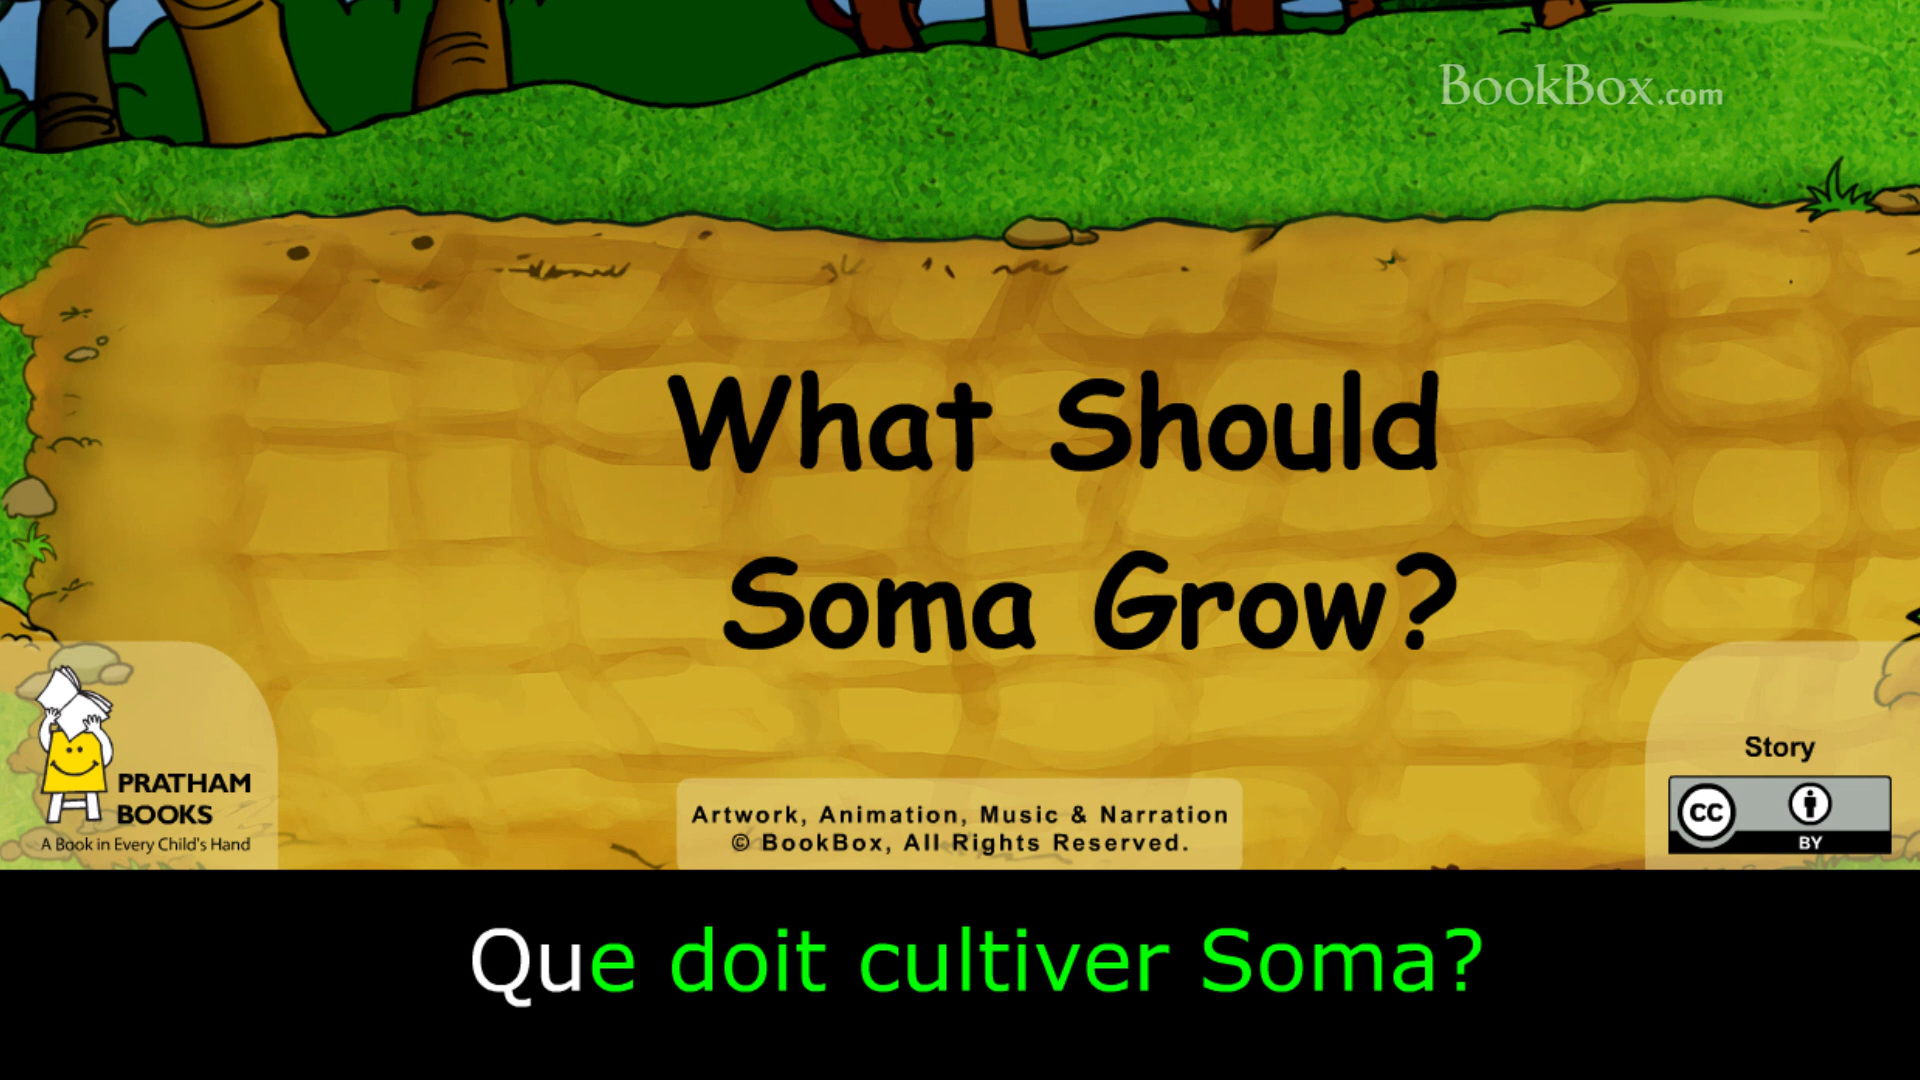 BookBox.com
What Should
Soma Grow?
Story
PRATHAM
BOOKS
A Book in Every Child's Hand
Artwork, Animation, Music & Narration
© BookBox, All Rights Reserved.
cc
BY
Que doit cultiver Soma?